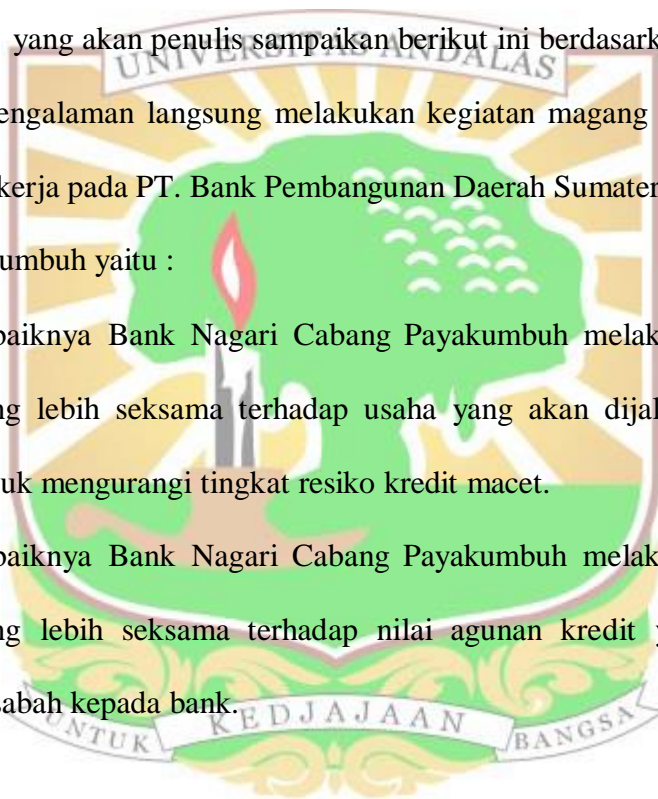 yang akan penulis sampaikan berikut ini berdasark
UNIVERSITAS ANDALAS
engalaman langsung melakukan kegiatan magang
kerja pada PT. Bank Pembangunan Daerah Sumater
umbuh yaitu :
baiknya Bank Nagari Cabang Payakumbuh melak
ng lebih seksama terhadap usaha yang akan dijal
uk mengurangi tingkat resiko kredit macet.
baiknya Bank Nagari Cabang Payakumbuh melak
ng lebih seksama terhadap nilai agunan kredit y
sabah kepada bank.
UNTUK KEDJAJAAN BANGSA